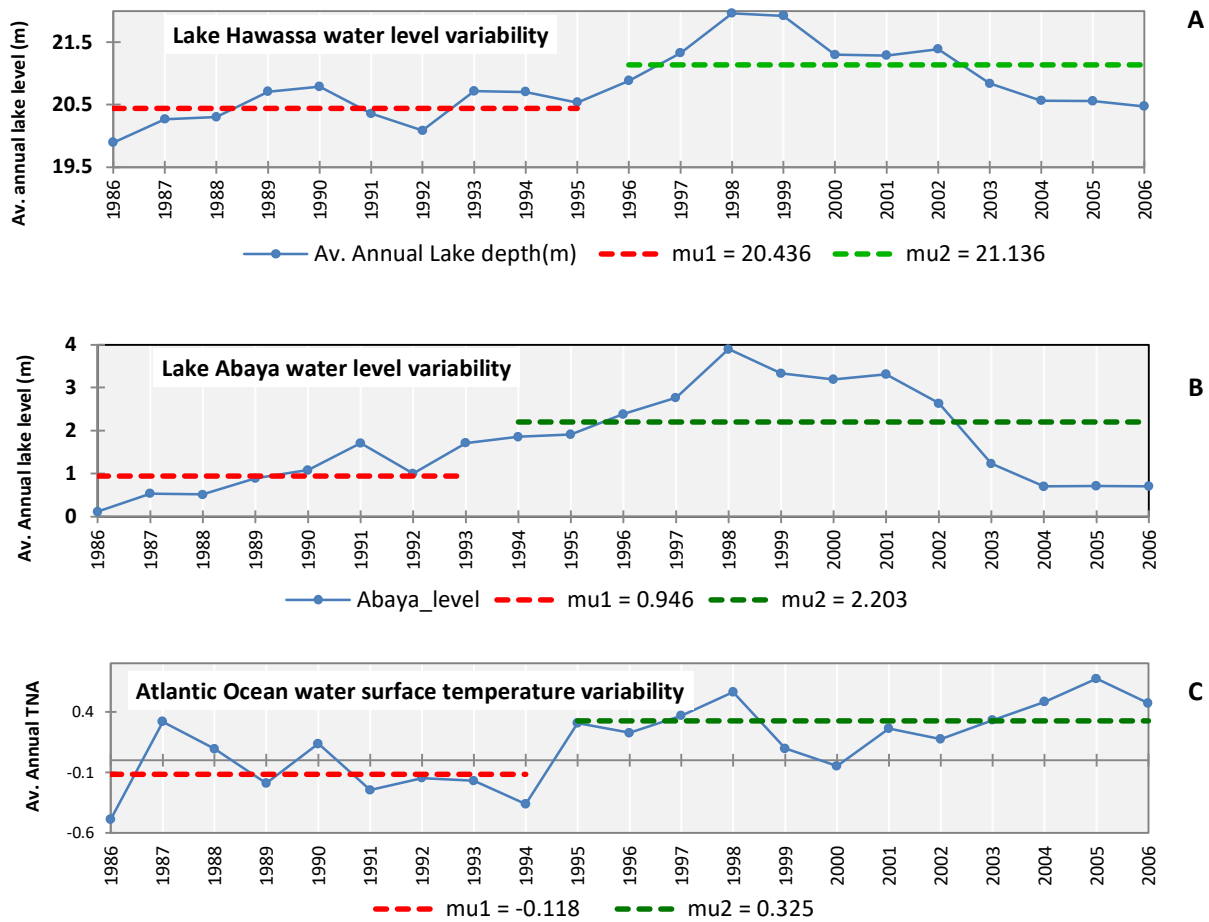 A
Lake Hawassa water level variability
Av. annual lake level (m)
21.5
20.5
19.5
1986 1987 1988 1989 1990 1991 1992 1993 1994 1995 1996 1997 1998 1999 2000 2001 2002 2003 2004 2005 2006
Av. Annual Lake depth(m) mu1 = 20.436 mu2 = 21.136
B
Lake Abaya water level variability
Av. Annual lake level (m)
4
3
2
1
0
1986 1987 1988 1989 1990 1991 1992 1993 1994 1995 1996 1997 1998 1999 2000 2001 2002 2003 2004 2005 2006
Abaya_level mu1 = 0.946 mu2 = 2.203
C
Atlantic Ocean water surface temperature variability
Av. Annual TNA
0.4
-0.1
-0.6
1986 1987 1988 1989 1990 1991 1992 1993 1994 1995 1996 1997 1998 1999 2000 2001 2002 2003 2004 2005 2006
mu1 = -0.118 mu2 = 0.325